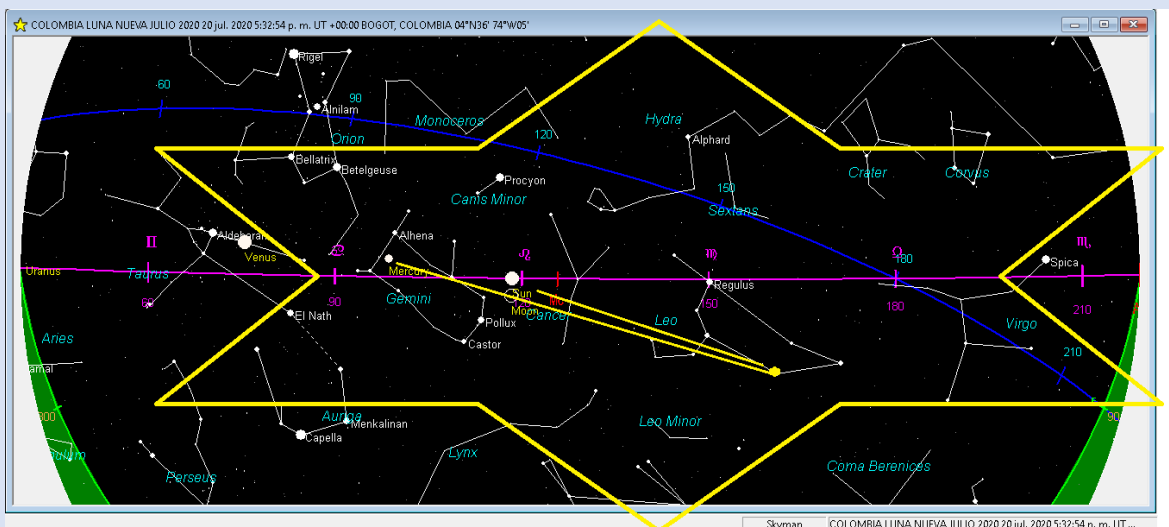 COLOMBIA LUNA NUEVA JULIO 2020 20 jul. 2020 5:32:54 p. m. UT +00:00 BOGOT, COLOMBIA 04°N36' 74°W05'
Rigel
60
90
Alnilam
Monoceros
Hydra
Orion
120
Alphard
Bellatrix
Betelgeuse
Crater
Corvus
Procyon
Canis Minor
150
Sextans
Aldebaran
Alhena
♊
♋
♌
♍
♎
♏
Venus
Mercury
180
Spica
Uranus
Taurus
Gemini
Sun
Moon
J
Mc
Regulus
60
90
150
180
210
El Nath
Cancer
Leo
Virgo
Pollux
Castor
Aries
amal
210
300
Auriga
Menkalinan
Leo Minor
90
Capella
Lynx
Coma Berenices
Perseus
Skyman
COLOMBIA LUNA NUEVA JULIO 2020 20 jul. 2020 5:32:54 p. m. UT ...